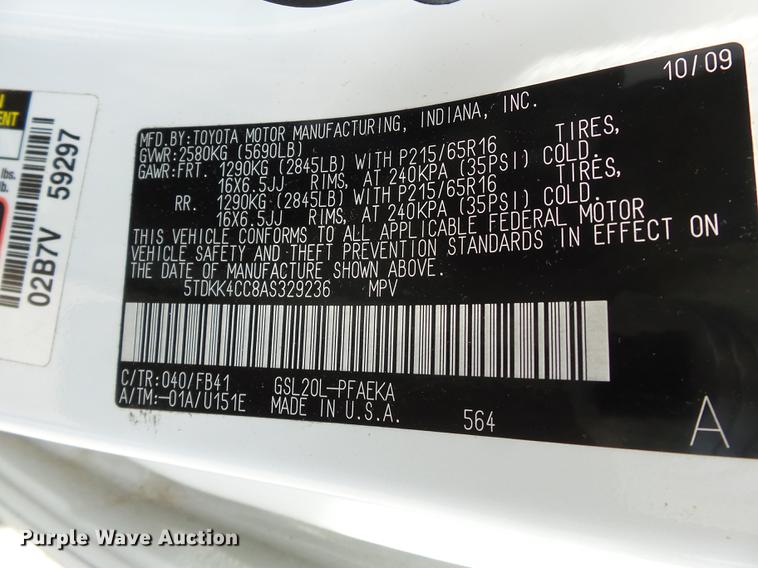 10/09
MFD.BY:TOYOTA MOTOR MANUFACTURING, INDIANA, INC.
GVWR:2580KG (5690LB)
GAWR:FRT. 1290KG (2845LB) WITH P215/65R16 TIRES,
16X6.5JJ RIMS, AT 240KPA (35PSI) COLD.
RR. 1290KG (2845LB) WITH P215/65R16 TIRES,
16X6.5JJ RIMS, AT 240KPA (35PSI) COLD.
THIS VEHICLE CONFORMS TO ALL APPLICABLE FEDERAL MOTOR
VEHICLE SAFETY AND THEFT PREVENTION STANDARDS IN EFFECT ON
THE DATE OF MANUFACTURE SHOWN ABOVE.
5TDKK4CC8AS329236 MPV
C/TR:040/FB41 GSL20L-PFAEKA
A/TM:-01A/U151E MADE IN U.S.A. 564
A
02B7V 59297
lbs.
Purple Wave Auction